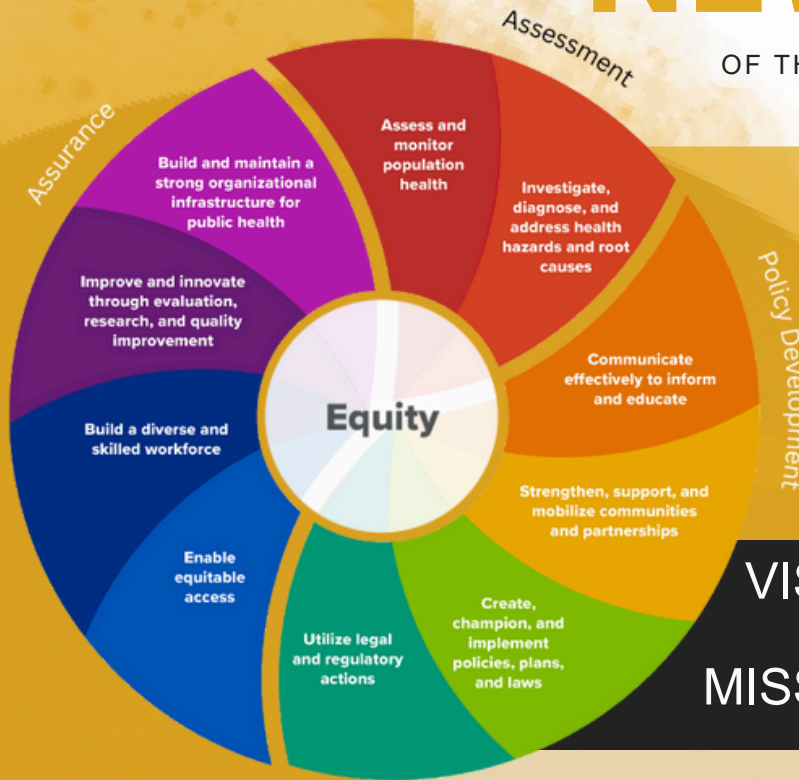 Assessment
OF TH
Assurance
Assess and
monitor
population
health
Investigate,
diagnose, and
address health
hazards and root
causes
Policy Development
Communicate
effectively to inform
and educate
Strengthen, support, and
mobilize communities
and partnerships
Create,
champion, and
implement
policies, plans,
and laws
Utilize legal
and regulatory
actions
Enable
equitable
access
Build a diverse and
skilled workforce
Improve and innovate
through evaluation,
research, and quality
improvement
Build and maintain a
strong organizational
infrastructure for
public health
Equity
VIS
MISS